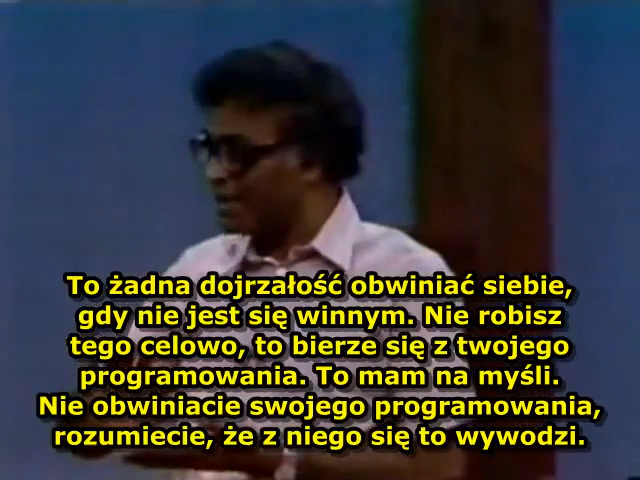 To żadna dojrzałość obwiniać siebie,
gdy nie jest się winnym. Nie robisz
tego celowo, to bierze się z twojego
programowania. To mam na myśli.
Nie obwiniacie swojego programowania,
rozumiecie, że z niego się to wywodzi.